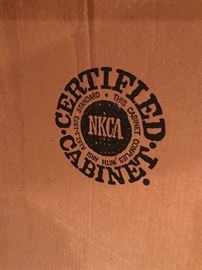 CERTIFIED
THIS CABINET COMPLIES WITH ANSI A161.1-1973 STANDARD
NKCA
CABINET